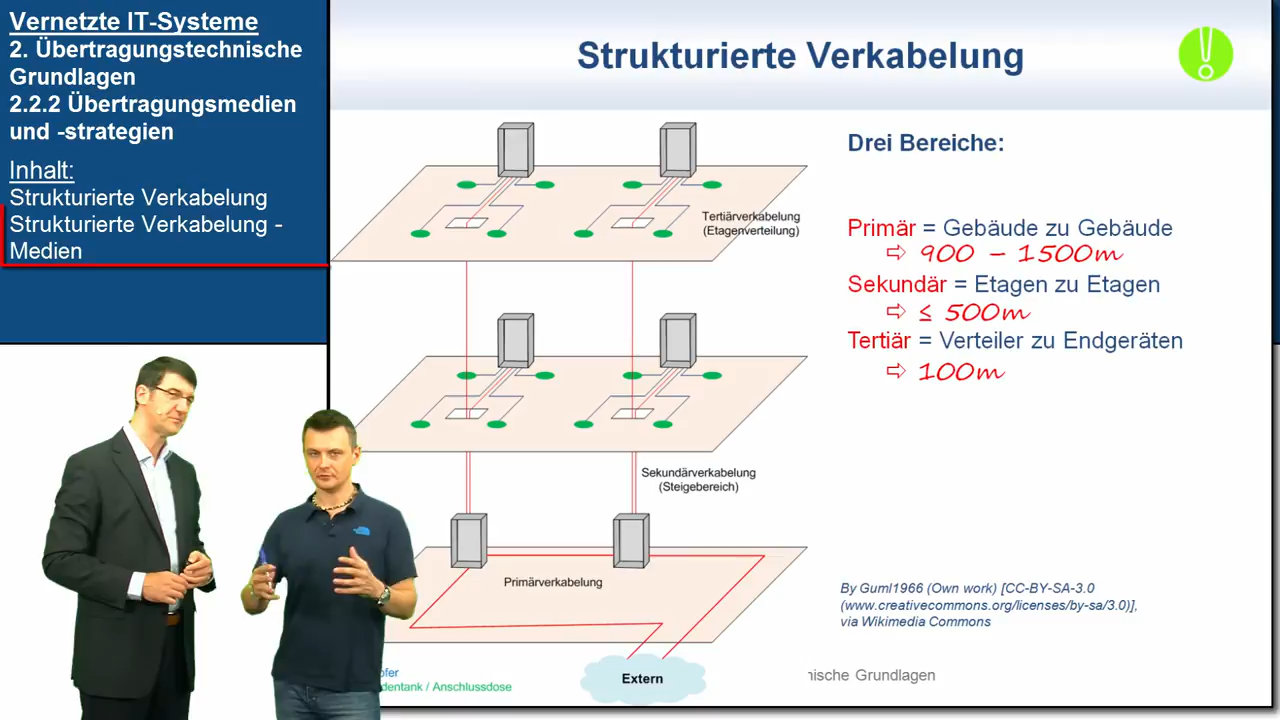 Vernetzte IT-Systeme
2. Übertragungstechnische
Grundlagen
2.2.2 Übertragungsmedien
und -strategien
Inhalt:
Strukturierte Verkabelung
Strukturierte Verkabelung -
Medien
Strukturierte Verkabelung
Drei Bereiche:
Primär = Gebäude zu Gebäude
⇨ 900 – 1500m
Sekundär = Etagen zu Etagen
⇨ ≤ 500m
Tertiär = Verteiler zu Endgeräten
⇨ 100m
Tertiärverkabelung
(Etagenverteilung)
Sekundärverkabelung
(Steigebereich)
Primärverkabelung
Extern
By Guml1966 (Own work) [CC-BY-SA-3.0
(www.creativecommons.org/licenses/by-sa/3.0)],
via Wikimedia Commons
dentank / Anschlussdose
nische Grundlagen